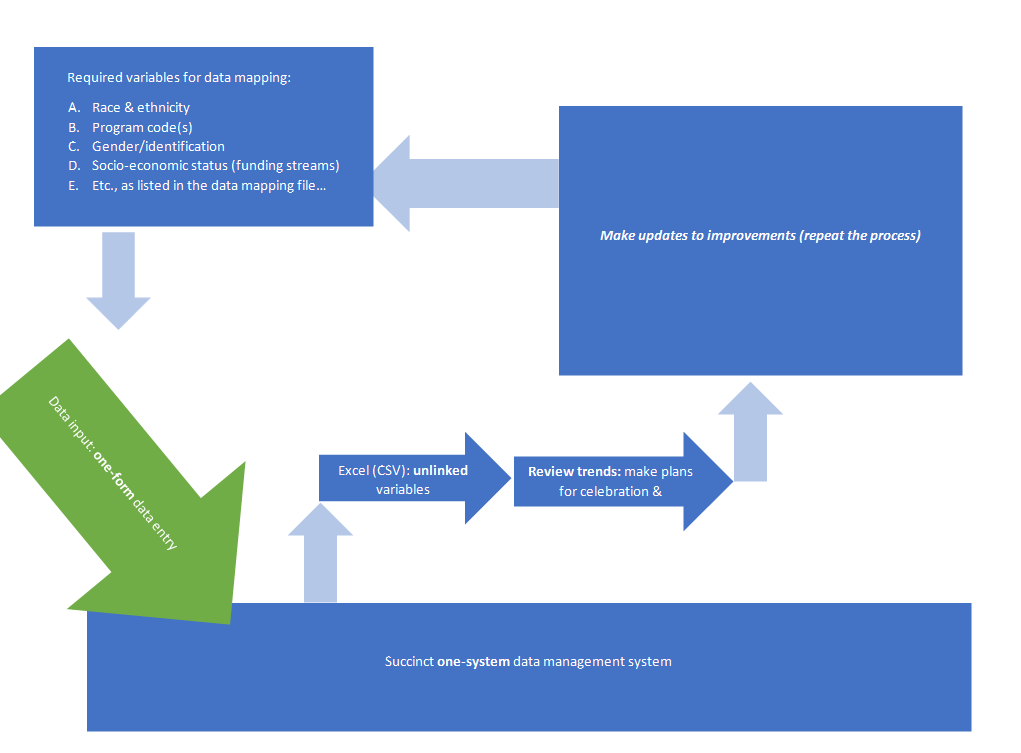 Required variables for data mapping:
A. Race & ethnicity
B. Program code(s)
C. Gender/identification
D. Socio-economic status (funding streams)
E. Etc., as listed in the data mapping file…
Make updates to improvements (repeat the process)
Data input: one-form data entry
Excel (CSV): unlinked
variables
Review trends: make plans
for celebration &
Succinct one-system data management system